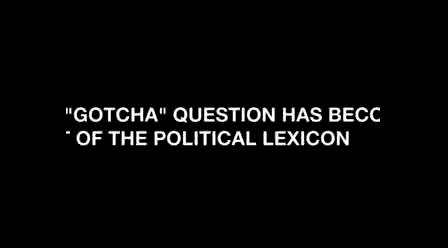 "GOTCHA" QUESTION HAS
OF THE POLITICAL LEXICON